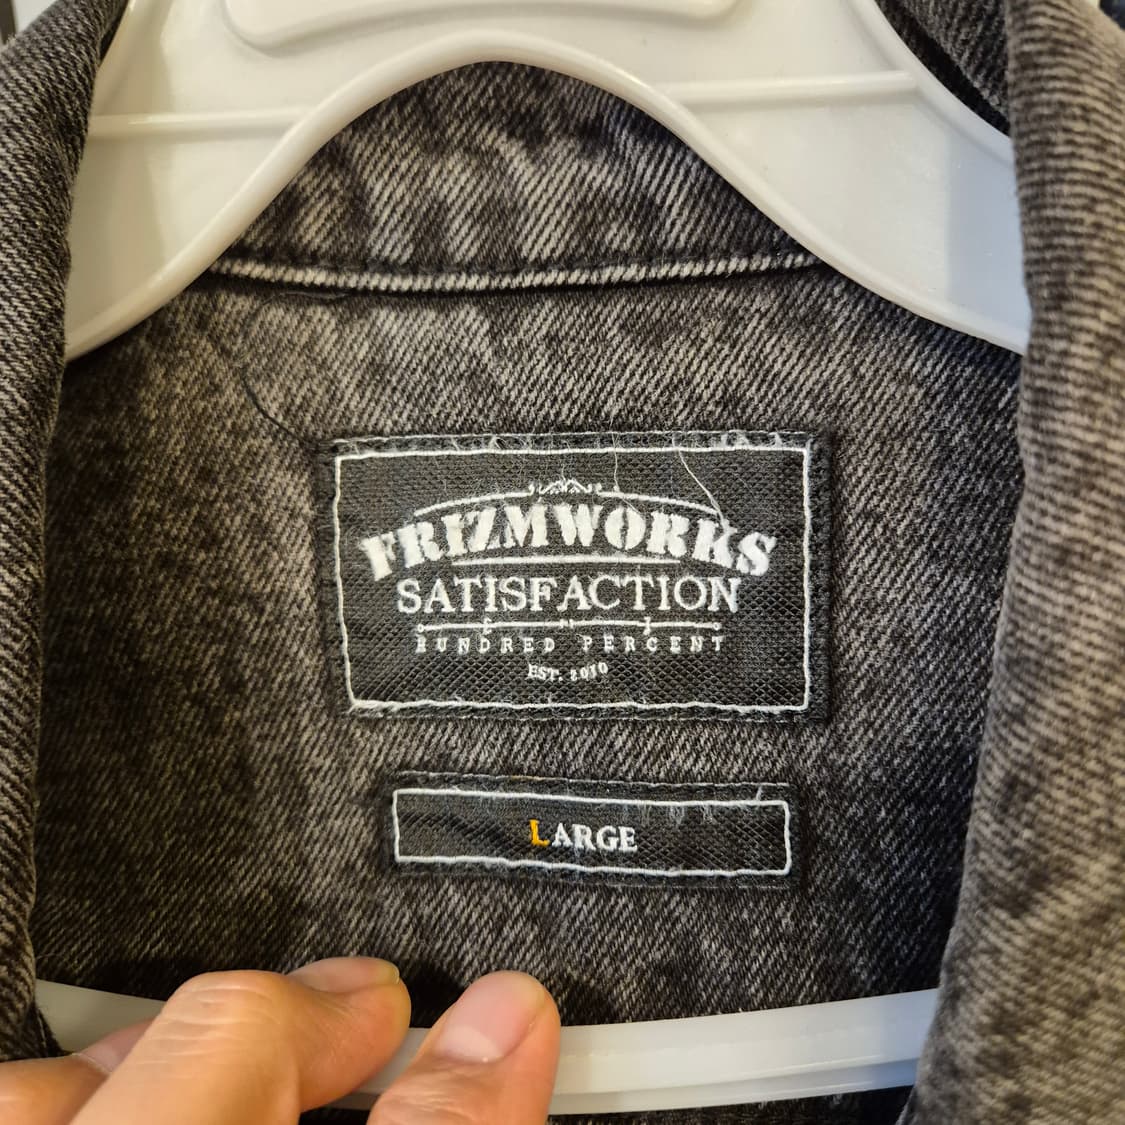 FRIZMWORKS
SATISFACTION
HUNDRED PERCENT
EST. 2010
LARGE